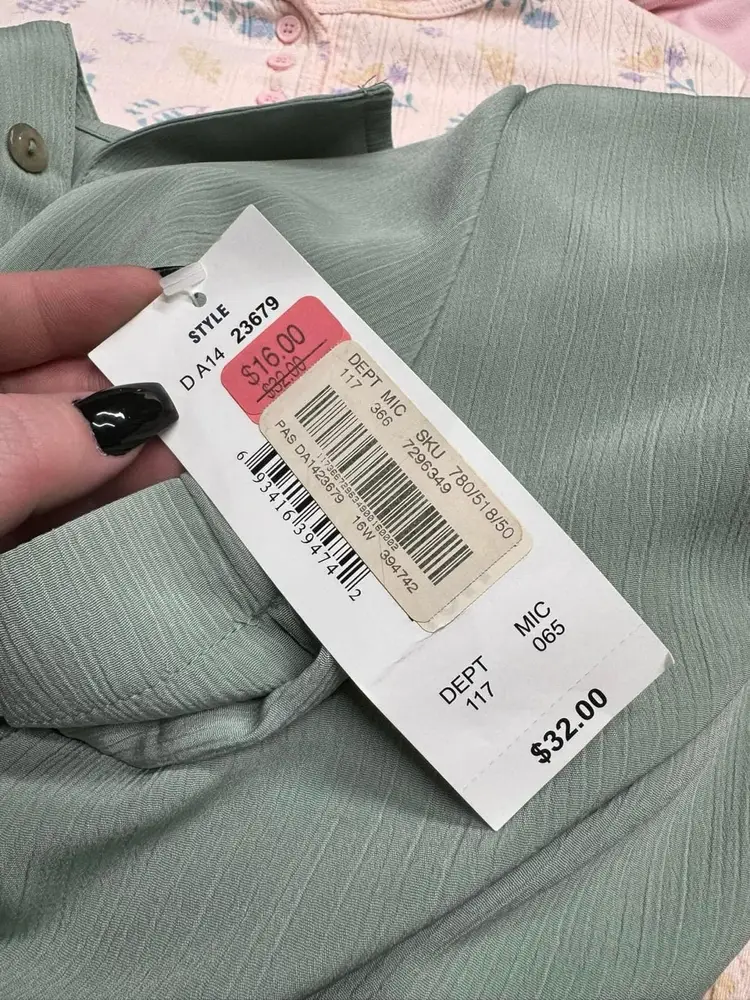 STYLE
D A14 23679
$16.00
$32.00
DEPT MIC SKU 780/518/50
117 366 7296349
PAS DA1423679 16W 394742
6 93416 39474 2
DEPT MIC
117 065
$32.00